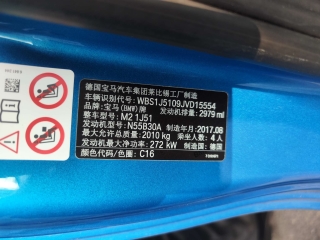 德国宝马汽车集团莱比锡工厂制造
车辆识别代号 WBS1J5109JVD15554
品牌: 宝马(BMW)牌 发动机排量: 2979 ml
整车型号: M2 1J51
发动机型号: N55B30A 制造年月: 2017.08
最大允许总质量: 2010 kg 乘坐人数: 4 人
发动机最大净功率: 272 kW 制造国: 德国
颜色代码/色圈: C16